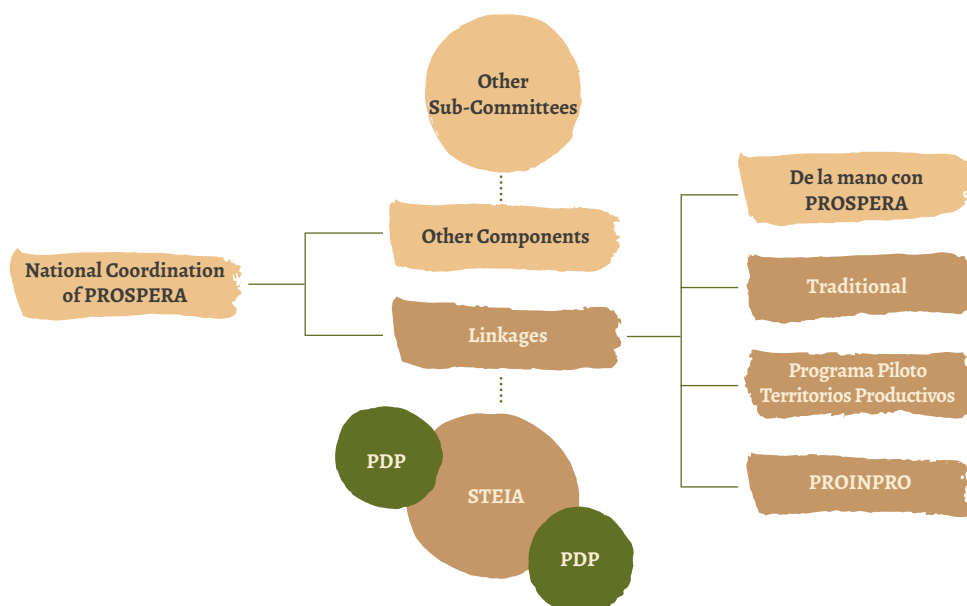 Other
Sub-Committees
De la mano con
PROSPERA
Other Components
National Coordination
of PROSPERA
Traditional
Linkages
Programa Piloto
Territorios Productivos
PDP
STEIA
PROINPRO
PDP